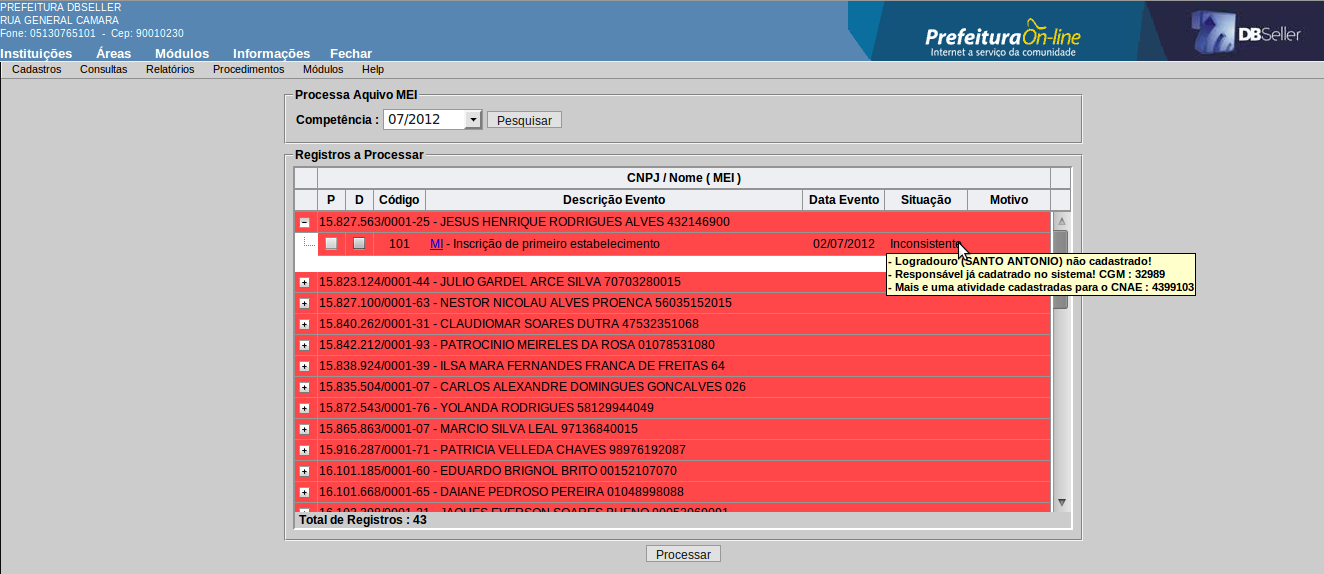 PREFEITURA DBSELLER
RUA GENERAL CAMARA
Fone: 05130765101 - Cep: 90010230
Prefeitura On-line
Internet a serviço da comunidade
DBSeller
Instituições Áreas Módulos Informações Fechar
Cadastros Consultas Relatórios Procedimentos Módulos Help
Processa Aquivo MEI
Competência : 07/2012 Pesquisar
Registros a Processar
CNPJ / Nome ( MEI )
P D Código Descrição Evento Data Evento Situação Motivo
15.827.563/0001-25 - JESUS HENRIQUE RODRIGUES ALVES 432146900
101 MI - Inscrição de primeiro estabelecimento 02/07/2012 Inconsistente
- Logradouro (SANTO ANTONIO) não cadastrado!
- Responsável já cadatrado no sistema! CGM : 32989
- Mais e uma atividade cadastradas para o CNAE : 4399103
15.823.124/0001-44 - JULIO GARDEL ARCE SILVA 70703280015
15.827.100/0001-63 - NESTOR NICOLAU ALVES PROENCA 56035152015
15.840.262/0001-31 - CLAUDIOMAR SOARES DUTRA 47532351068
15.842.212/0001-93 - PATROCINIO MEIRELES DA ROSA 01078531080
15.838.924/0001-39 - ILSA MARA FERNANDES FRANCA DE FREITAS 64
15.835.504/0001-07 - CARLOS ALEXANDRE DOMINGUES GONCALVES 026
15.872.543/0001-76 - YOLANDA RODRIGUES 58129944049
15.865.863/0001-07 - MARCIO SILVA LEAL 97136840015
15.916.287/0001-71 - PATRICIA VELLEDA CHAVES 98976192087
16.101.185/0001-60 - EDUARDO BRIGNOL BRITO 00152107070
16.101.668/0001-65 - DAIANE PEDROSO PEREIRA 01048998088
JAQUES EVERSON SOARES BUENO
Total de Registros : 43
Processar